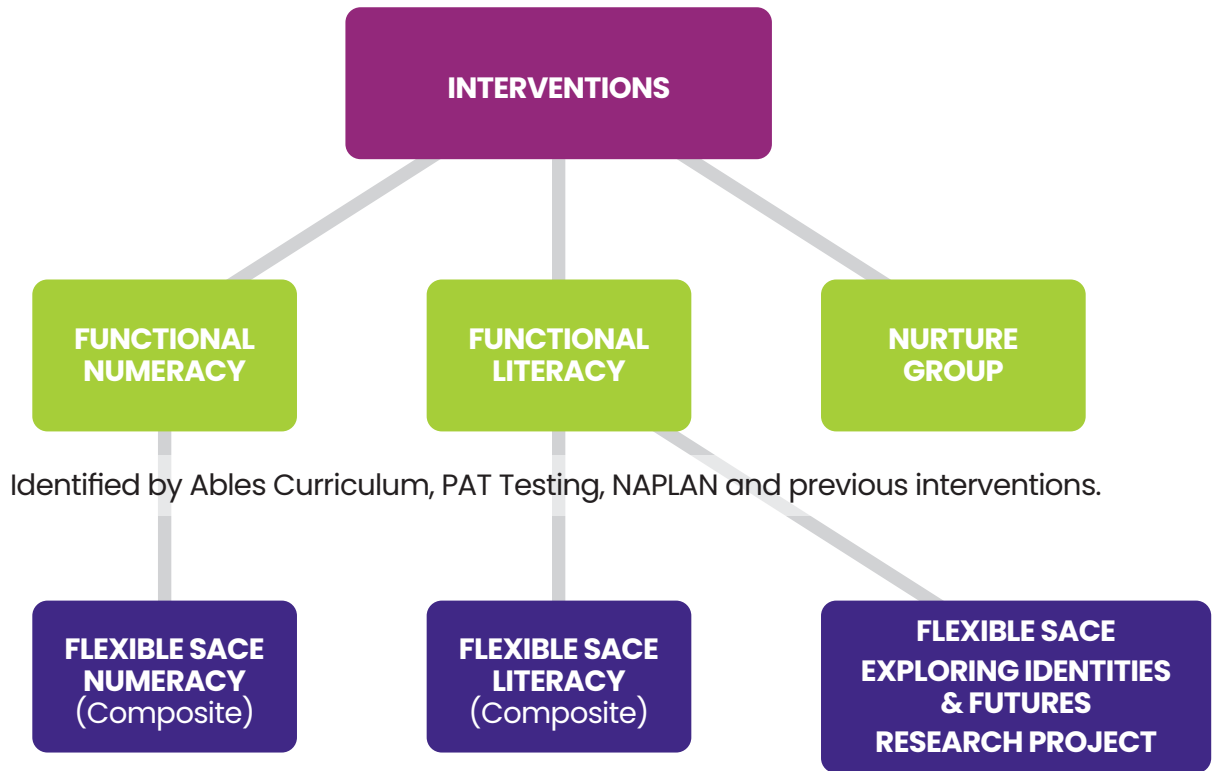 INTERVENTIONS
FUNCTIONAL
NUMERACY
FUNCTIONAL
LITERACY
NURTURE
GROUP
Identified by Ables Curriculum, PAT Testing, NAPLAN and previous interventions.
FLEXIBLE SACE
NUMERACY
(Composite)
FLEXIBLE SACE
LITERACY
(Composite)
FLEXIBLE SACE
EXPLORING IDENTITIES
& FUTURES
RESEARCH PROJECT